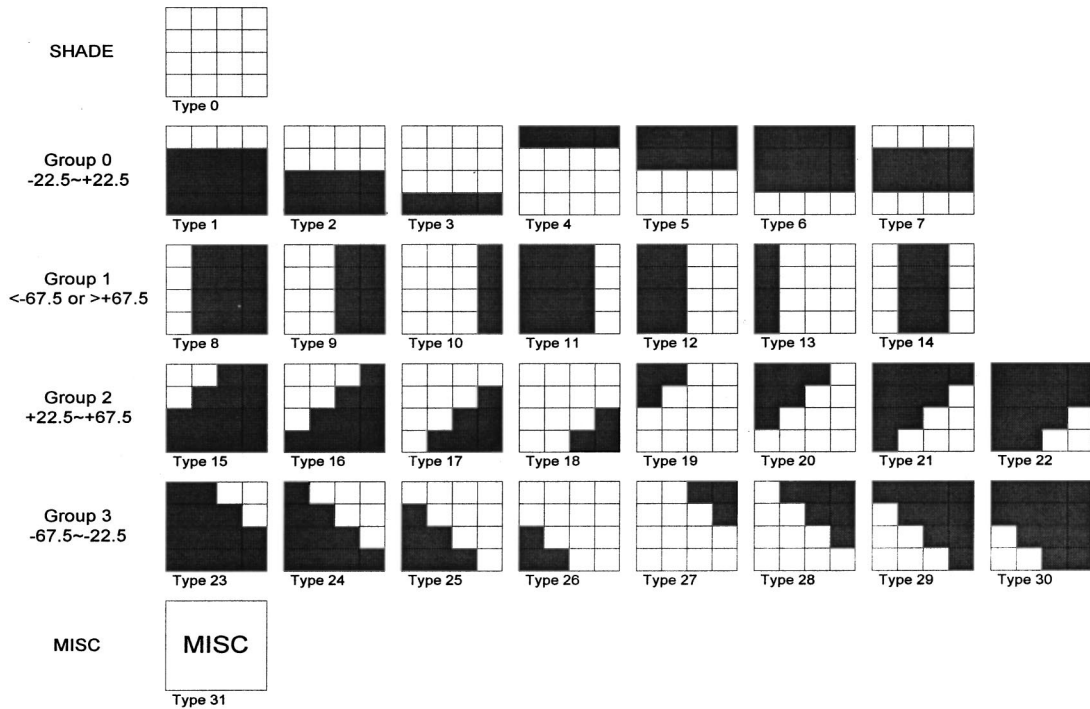 SHADE
Type 0
Group 0
-22.5~+22.5
Type 1 Type 2 Type 3 Type 4 Type 5 Type 6 Type 7
Group 1
<-67.5 or >+67.5
Type 8 Type 9 Type 10 Type 11 Type 12 Type 13 Type 14
Group 2
+22.5~+67.5
Type 15 Type 16 Type 17 Type 18 Type 19 Type 20 Type 21 Type 22
Group 3
-67.5~-22.5
Type 23 Type 24 Type 25 Type 26 Type 27 Type 28 Type 29 Type 30
MISC
MISC
Type 31